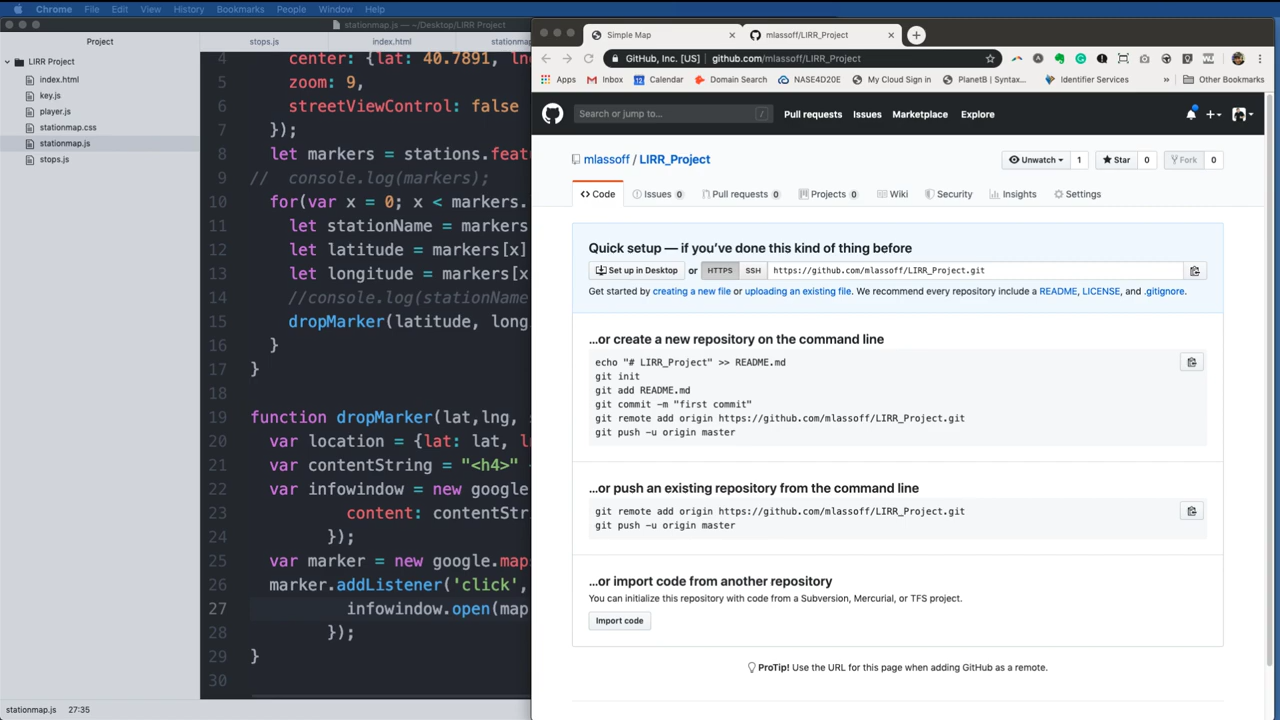 Chrome File Edit View History Bookmarks People Window Help
stationmap.js — ~/Desktop/LIRR Project
Project
LIRR Project
index.html
key.js
player.js
stationmap.css
stationmap.js
stops.js
stops.js index.html stationmap
4 center: {lat: 40.7891, lng
5 zoom: 9,
6 streetViewControl: false
7 });
8 let markers = stations.feat
9 // console.log(markers);
10 for(var x = 0; x < markers.
11 let stationName = markers
12 let latitude = markers[x]
13 let longitude = markers[x
14 //console.log(stationName
15 dropMarker(latitude, long
16 }
17 }
18
19 function dropMarker(lat,lng, s
20 var location = {lat: lat, ln
21 var contentString = "<h4>"
22 var infowindow = new google
23 content: contentStri
24 });
25 var marker = new google.maps
26 marker.addListener('click',
27 infowindow.open(map
28 });
29 }
30
stationmap.js 27:35
Simple Map
mlassoff/LIRR_Project
GitHub, Inc. [US] github.com/mlassoff/LIRR_Project
Apps Inbox Calendar Domain Search NASE4D20E My Cloud Sign in PlanetB | Syntax... Identifier Services » Other Bookmarks
Search or jump to... / Pull requests Issues Marketplace Explore
mlassoff / LIRR_Project
Unwatch 1 Star 0 Fork 0
Code Issues 0 Pull requests 0 Projects 0 Wiki Security Insights Settings
Quick setup — if you've done this kind of thing before
Set up in Desktop or HTTPS SSH https://github.com/mlassoff/LIRR_Project.git
Get started by creating a new file or uploading an existing file. We recommend every repository include a README, LICENSE, and .gitignore.
…or create a new repository on the command line
echo "# LIRR_Project" >> README.md
git init
git add README.md
git commit -m "first commit"
git remote add origin https://github.com/mlassoff/LIRR_Project.git
git push -u origin master
…or push an existing repository from the command line
git remote add origin https://github.com/mlassoff/LIRR_Project.git
git push -u origin master
…or import code from another repository
You can initialize this repository with code from a Subversion, Mercurial, or TFS project.
Import code
ProTip! Use the URL for this page when adding GitHub as a remote.